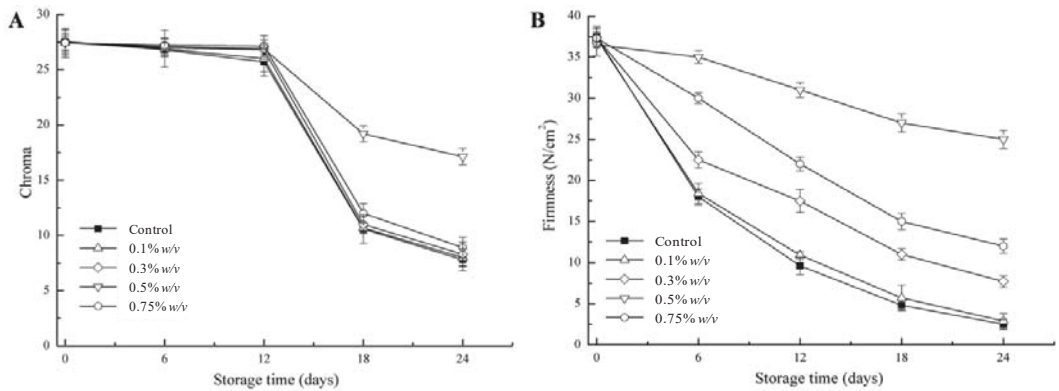 A
30
25
20
15
10
5
0
Chroma
Control
0.1% w/v
0.3% w/v
0.5% w/v
0.75% w/v
0 6 12 18 24
Storage time (days)
B
40
35
30
25
20
15
10
5
0
Firmness (N/cm²)
Control
0.1% w/v
0.3% w/v
0.5% w/v
0.75% w/v
0 6 12 18 24
Storage time (days)